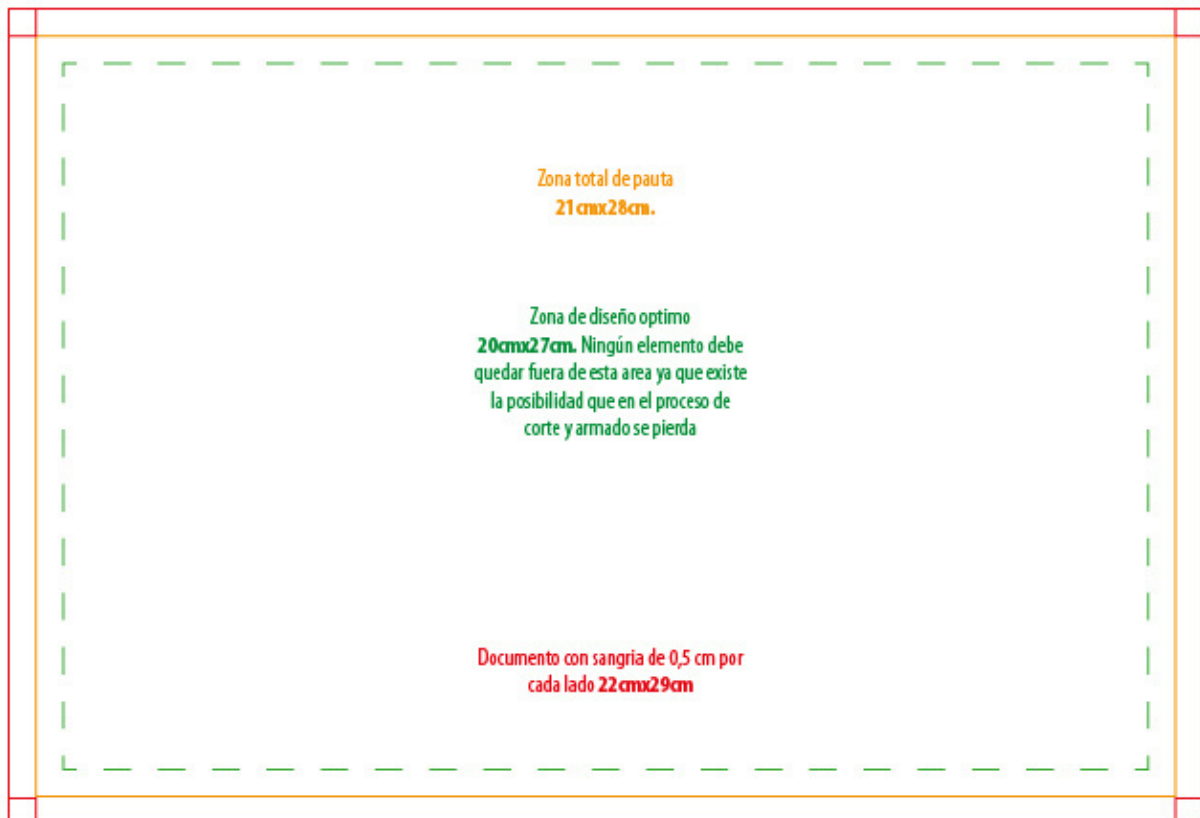 Zona total de pauta
21cmx28cm.
Zona de diseño optimo
20cmx27cm. Ningún elemento debe
quedar fuera de esta area ya que existe
la posibilidad que en el proceso de
corte y armado se pierda
Documento con sangria de 0,5 cm por
cada lado 22cmx29cm